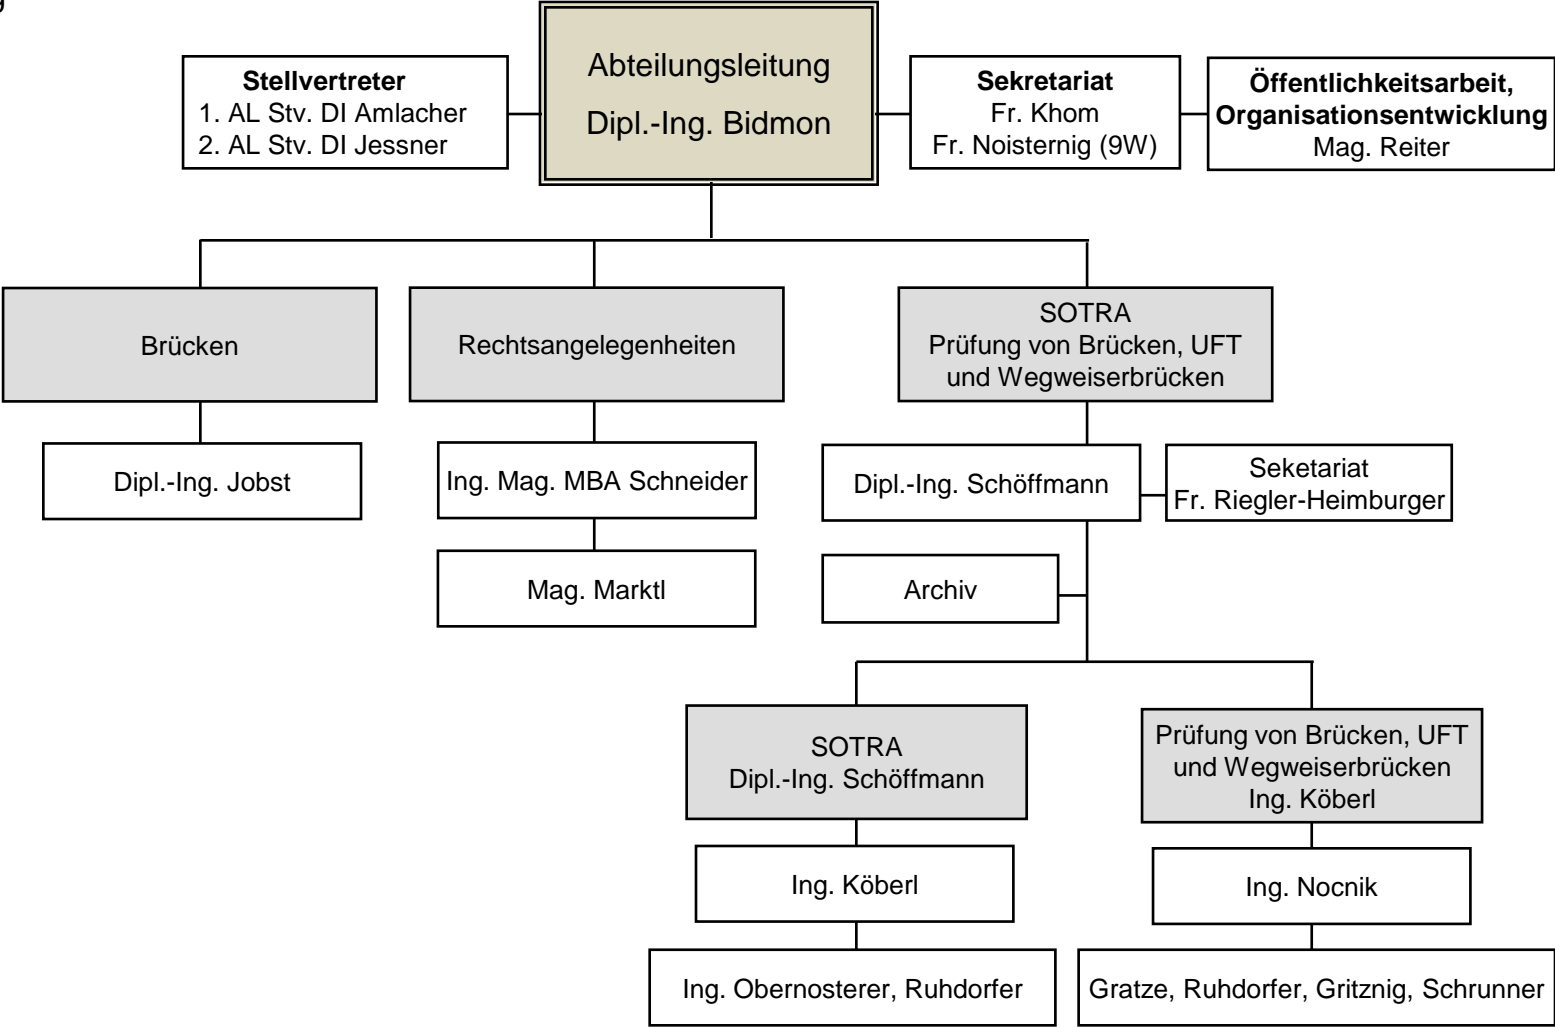 Abteilungsleitung
Dipl.-Ing. Bidmon
Stellvertreter
1. AL Stv. DI Amlacher
2. AL Stv. DI Jessner
Sekretariat
Fr. Khom
Fr. Noisternig (9W)
Öffentlichkeitsarbeit,
Organisationsentwicklung
Mag. Reiter
Brücken
Rechtsangelegenheiten
SOTRA
Prüfung von Brücken, UFT
und Wegweiserbrücken
Dipl.-Ing. Jobst
Ing. Mag. MBA Schneider
Dipl.-Ing. Schöffmann
Seketariat
Fr. Riegler-Heimburger
Mag. Marktl
Archiv
SOTRA
Dipl.-Ing. Schöffmann
Prüfung von Brücken, UFT
und Wegweiserbrücken
Ing. Köberl
Ing. Köberl
Ing. Nocnik
Ing. Obernosterer, Ruhdorfer
Gratze, Ruhdorfer, Gritznig, Schrunner